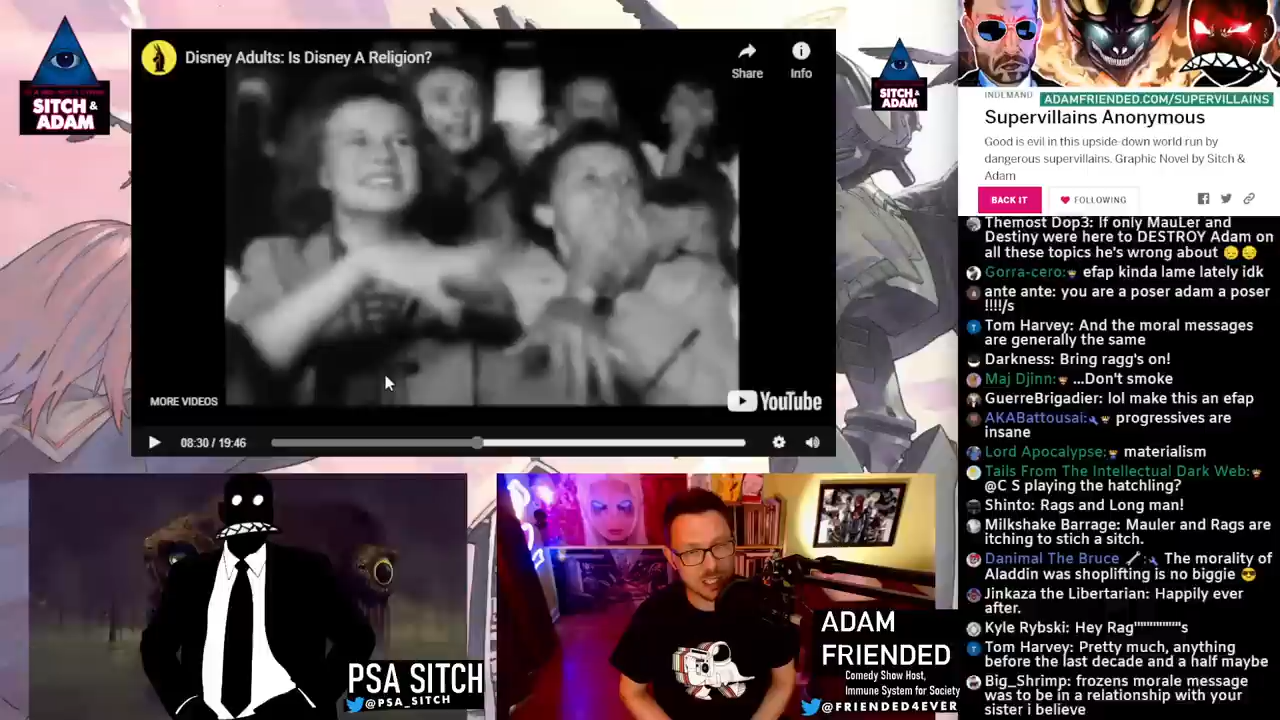 Disney Adults: Is Disney A Religion?
Share
Info
SITCH &
ADAM
SITCH &
ADAM
MORE VIDEOS
YouTube
08:30 / 19:46
INDEMAND
ADAMFRIENDED.COM/SUPERVILLAINS
Supervillains Anonymous
Good is evil in this upside-down world run by
dangerous supervillains. Graphic Novel by Sitch &
Adam
BACK IT
FOLLOWING
Themost Dop3: If only MauLer and
Destiny were here to DESTROY Adam on
all these topics he's wrong about 😔😔
Gorra-cero: efap kinda lame lately idk
ante ante: you are a poser adam a poser
!!!!/s
Tom Harvey: And the moral messages
are generally the same
Darkness: Bring ragg's on!
Maj Djinn: ...Don't smoke
GuerreBrigadier: lol make this an efap
AKABattousai: progressives are
insane
Lord Apocalypse: materialism
Tails From The Intellectual Dark Web:
@C S playing the hatchling?
Shinto: Rags and Long man!
Milkshake Barrage: Mauler and Rags are
itching to stich a sitch.
Danimal The Bruce The morality of
Aladdin was shoplifting is no biggie 😎
Jinkaza the Libertarian: Happily ever
after.
Kyle Rybski: Hey Rag"""""""s
Tom Harvey: Pretty much, anything
before the last decade and a half maybe
Big_Shrimp: frozens morale message
was to be in a relationship with your
sister i believe
PSA SITCH
@PSA_SITCH
ADAM
FRIENDED
Comedy Show Host,
Immune System for Society
@FRIENDED4EVER